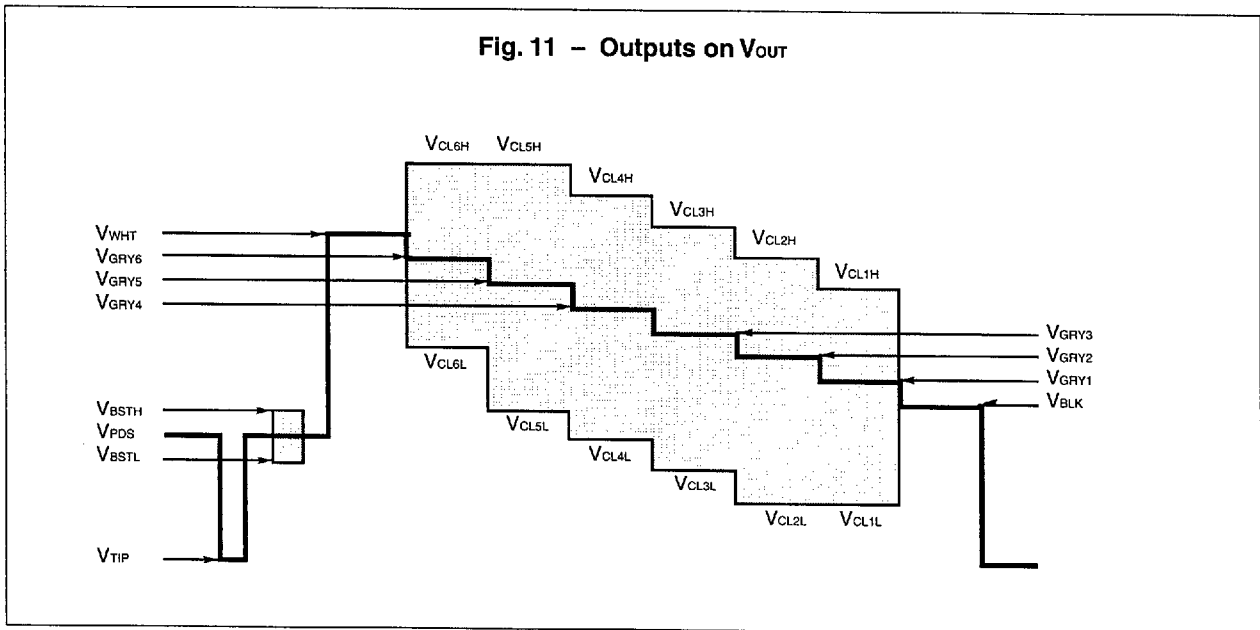 Fig. 11 – Outputs on VOUT
VCL6H VCL5H
VCL4H
VCL3H
VCL2H
VCL1H
VWHT
VGRY6
VGRY5
VGRY4
VGRY3
VGRY2
VGRY1
VBLK
VCL6L
VBSTH
VPDS
VBSTL
VCL5L
VCL4L
VCL3L
VCL2L VCL1L
VTIP